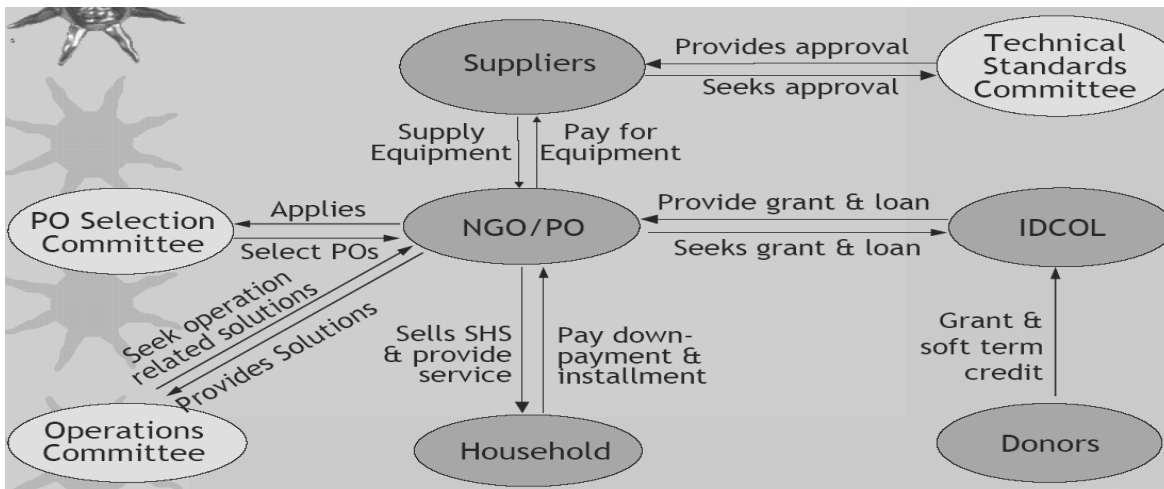 Suppliers
Provides approval
Seeks approval
Technical
Standards
Committee
Supply
Equipment
Pay for
Equipment
PO Selection
Committee
Applies
Select POs
NGO/PO
Provide grant & loan
Seeks grant & loan
IDCOL
Seek operation
related solutions
Provides Solutions
Sells SHS
& provide
service
Pay down-
payment &
installment
Grant &
soft term
credit
Operations
Committee
Household
Donors